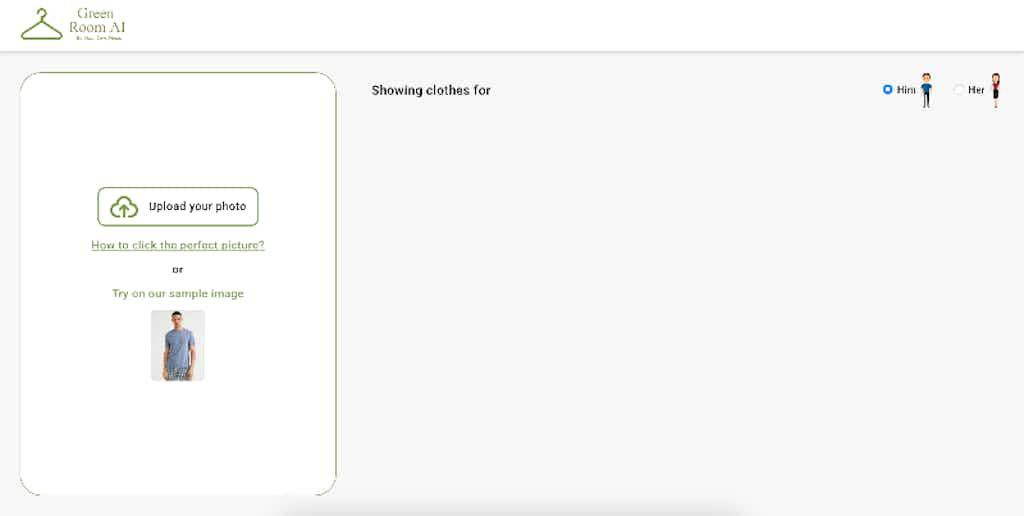 Green
Room AI
Showing clothes for
Him
Her
Upload your photo
How to click the perfect picture?
or
Try on our sample image